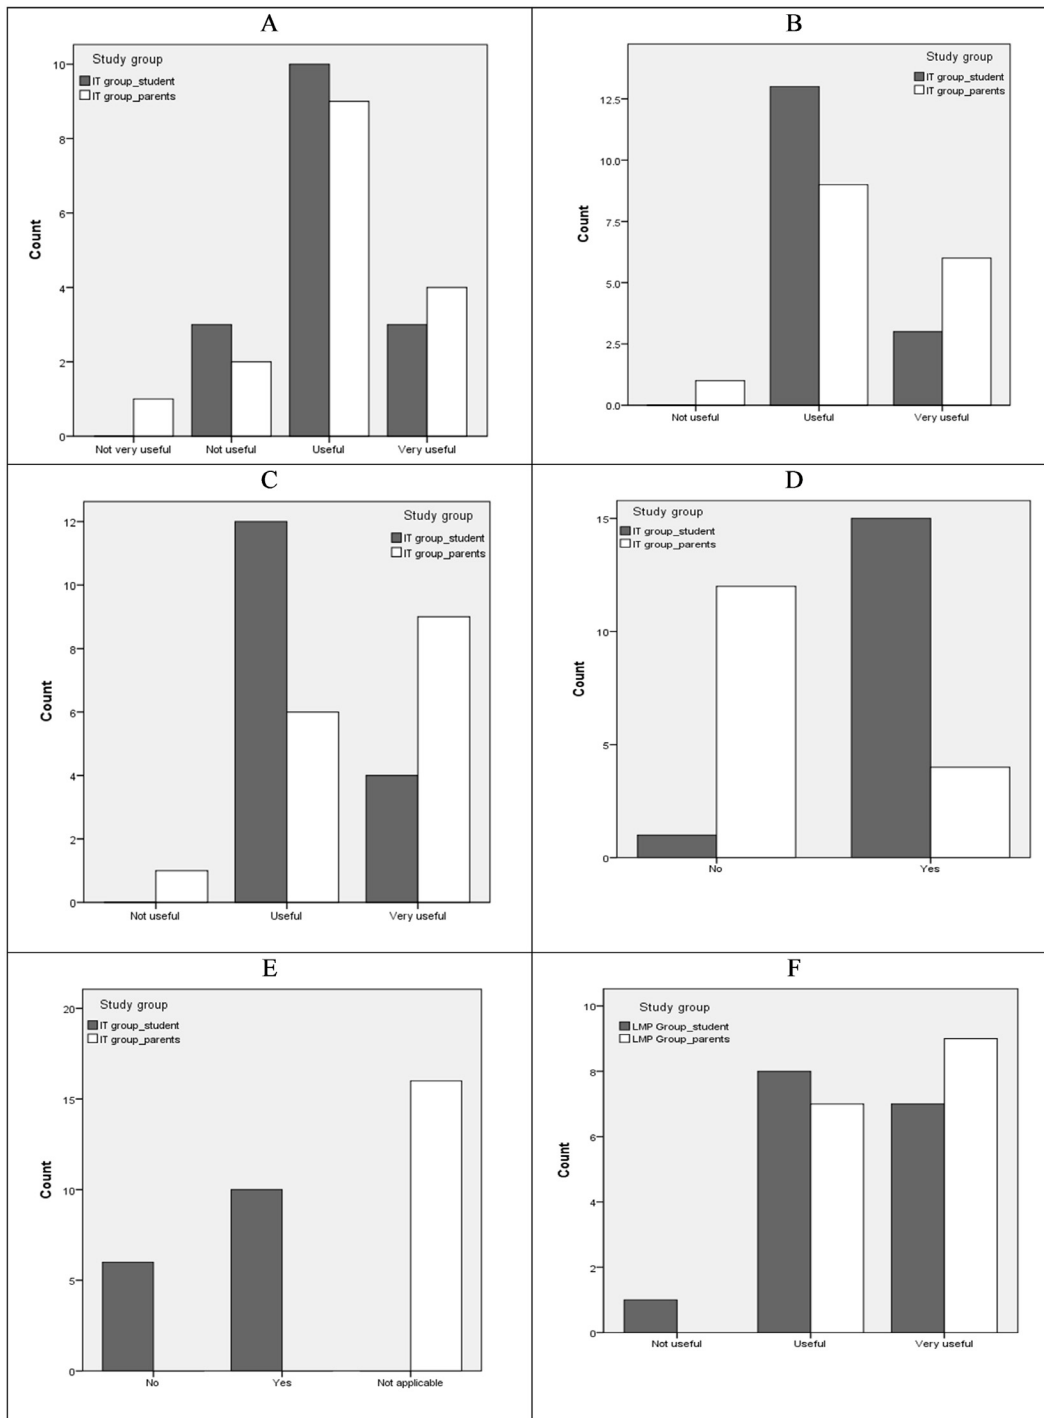 A
Study group
IT group_student
IT group_parents
Count
10
8
6
4
2
0
Not very useful
Not useful
Useful
Very useful
B
Study group
IT group_student
IT group_parents
Count
12.5
10.0
7.5
5.0
2.5
0.0
Not useful
Useful
Very useful
C
Study group
IT group_student
IT group_parents
Count
12
10
8
6
4
2
0
Not useful
Useful
Very useful
D
Study group
IT group_student
IT group_parents
Count
15
10
5
0
No
Yes
E
Study group
IT group_student
IT group_parents
Count
20
15
10
5
0
No
Yes
Not applicable
F
Study group
LMP Group_student
LMP Group_parents
Count
10
8
6
4
2
0
Not useful
Useful
Very useful